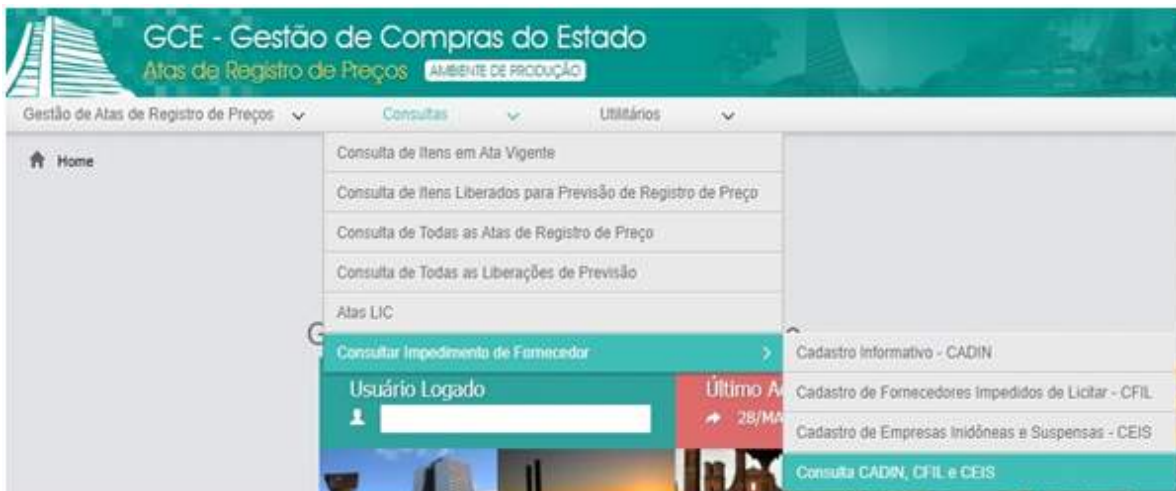 GCE - Gestão de Compras do Estado
Atas de Registro de Preços AMBIENTE DE PRODUÇÃO
Gestão de Atas de Registro de Preços Consultas Utilitários
Home
Consulta de Itens em Ata Vigente
Consulta de Itens Liberados para Previsão de Registro de Preço
Consulta de Todas as Atas de Registro de Preço
Consulta de Todas as Liberações de Previsão
Atas LIC
G
Consultar Impedimento de Fornecedor
Cadastro Informativo - CADIN
Usuário Logado
Último A
28/MA
Cadastro de Fornecedores Impedidos de Licitar - CFIL
Cadastro de Empresas Inidôneas e Suspensas - CEIS
Consulta CADIN, CFIL e CEIS